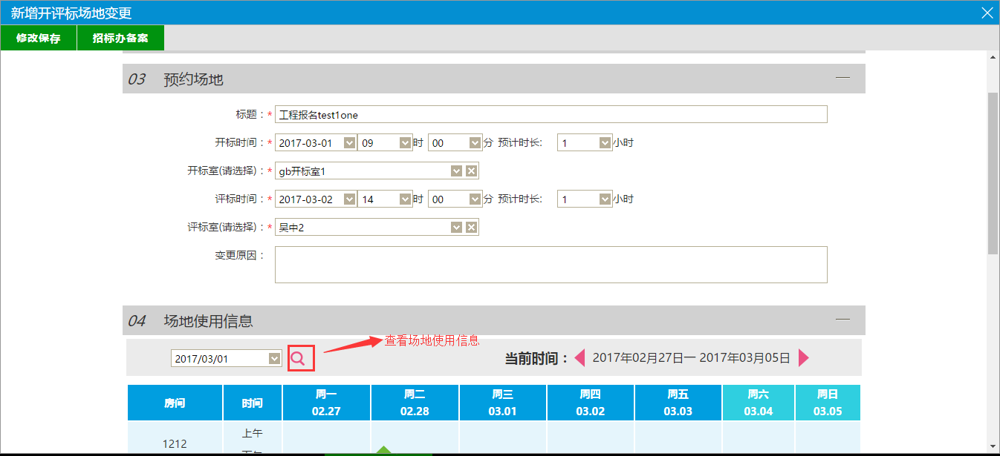 新增开评标场地变更
修改保存 招标办备案
03 预约场地
标题：* 工程报名test1one
开标时间：* 2017-03-01 09 时 00 分 预计时长: 1 小时
开标室(请选择)：* gb开标室1
评标时间：* 2017-03-02 14 时 00 分 预计时长: 1 小时
评标室(请选择)：* 吴中2
变更原因：
04 场地使用信息
查看场地使用信息
2017/03/01 当前时间： 2017年02月27日一 2017年03月05日
房间 时间 周一 周二 周三 周四 周五 周六 周日
02.27 02.28 03.01 03.02 03.03 03.04 03.05
上午
1212